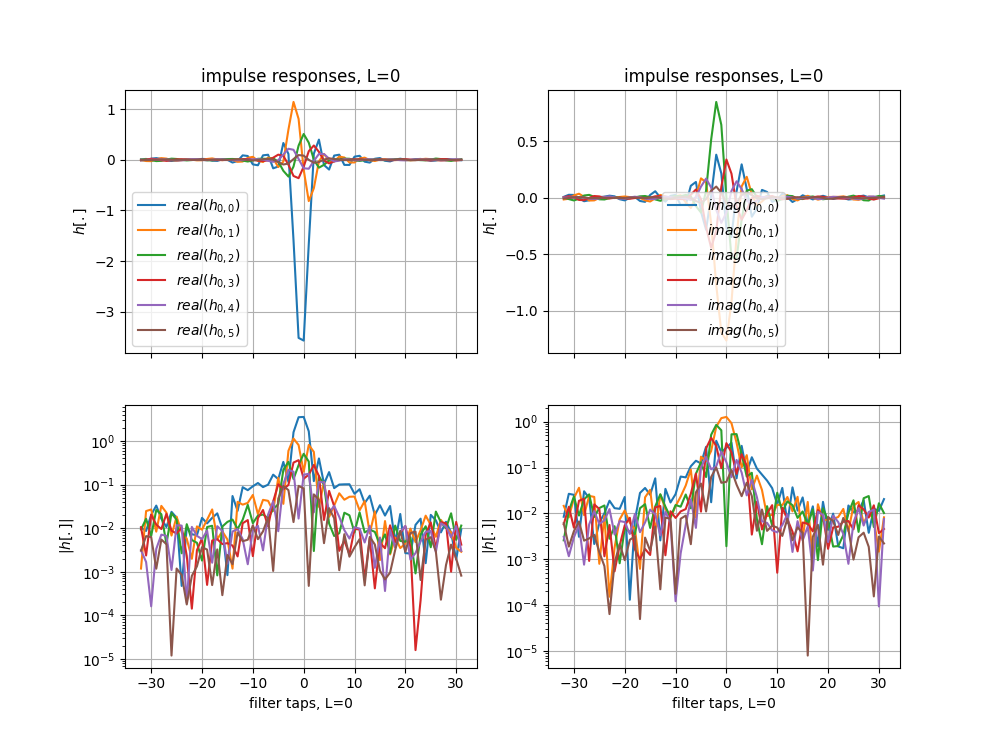 impulse responses, L=0
impulse responses, L=0
h[.]
1
0
−1
−2
−3
real(h0,0)
real(h0,1)
real(h0,2)
real(h0,3)
real(h0,4)
real(h0,5)
h[.]
0.5
0.0
−0.5
−1.0
imag(h0,0)
imag(h0,1)
imag(h0,2)
imag(h0,3)
imag(h0,4)
imag(h0,5)
|h[.]|
10^0
10^−1
10^−2
10^−3
10^−4
10^−5
−30 −20 −10 0 10 20 30
filter taps, L=0
|h[.]|
10^0
10^−1
10^−2
10^−3
10^−4
10^−5
−30 −20 −10 0 10 20 30
filter taps, L=0